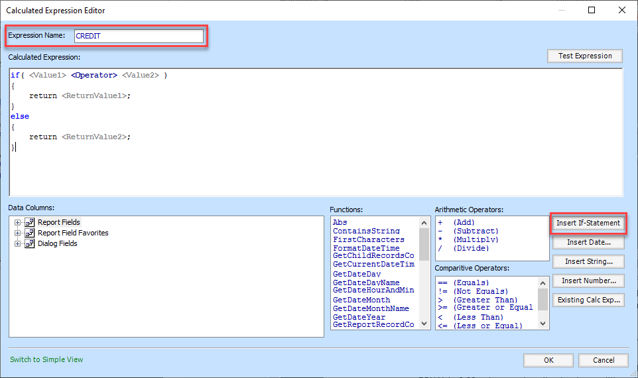 Calculated Expression Editor
Expression Name: CREDIT
Calculated Expression:
Test Expression
if( <Value1> <Operator> <Value2> )
{
return <ReturnValue1>;
}
else
{
return <ReturnValue2>;
}
Data Columns:
Report Fields
Report Field Favorites
Dialog Fields
Functions:
Abs
ContainsString
FirstCharacters
FormatDateTime
GetChildRecordsCo
GetCurrentDateTim
GetDateDay
GetDateDayName
GetDateHourAndMin
GetDateMonth
GetDateMonthName
GetDateYear
GetReportRecordCo
Arithmetic Operators:
+ (Add)
- (Subtract)
* (Multiply)
/ (Divide)
Comparitive Operators:
== (Equals)
!= (Not Equals)
> (Greater Than)
>= (Greater or Equal
< (Less Than)
<= (Less or Equal)
Insert If-Statement
Insert Date...
Insert String...
Insert Number...
Existing Calc Exp...
Switch to Simple View
OK
Cancel